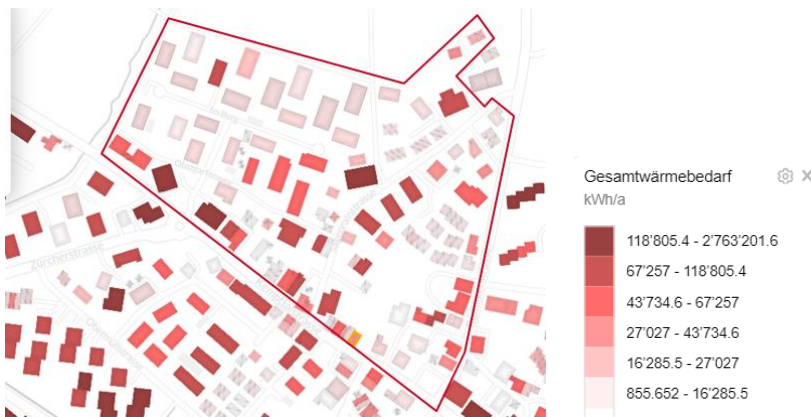 Zürcherstrasse
Gesamtwärmebedarf
kWh/a
118'805.4 - 2'763'201.6
67'257 - 118'805.4
43'734.6 - 67'257
27'027 - 43'734.6
16'285.5 - 27'027
855.652 - 16'285.5